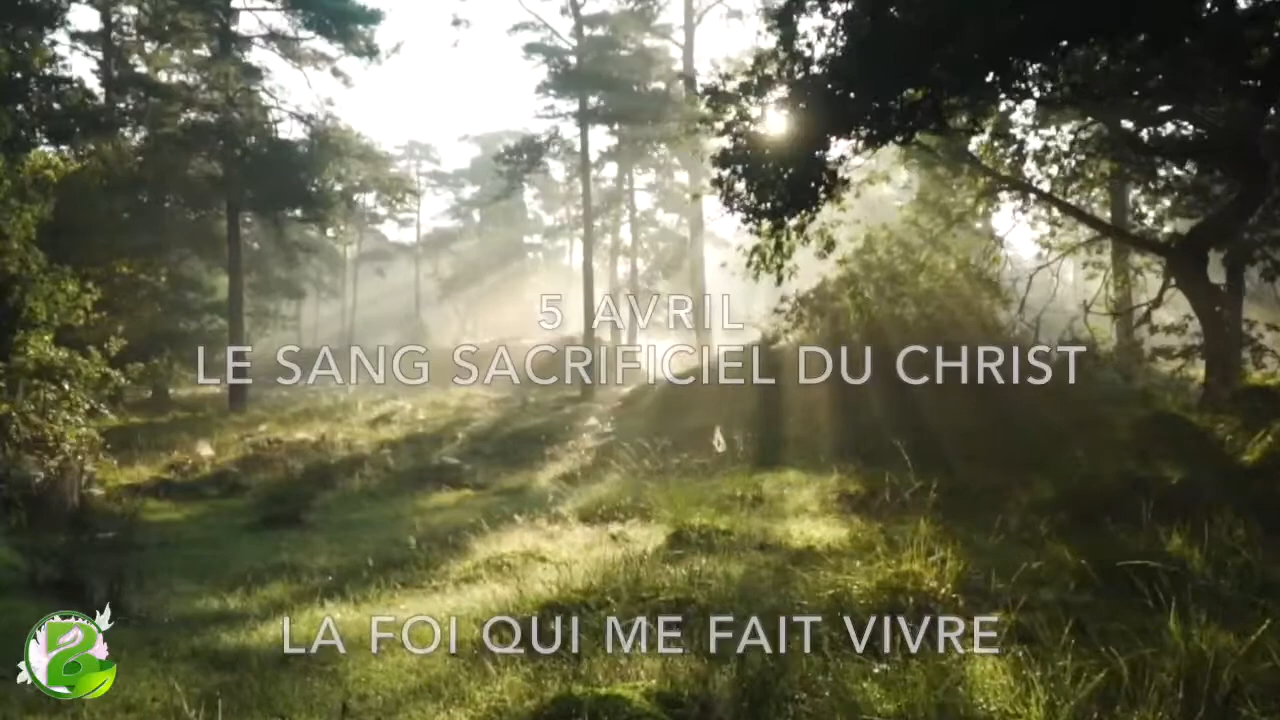 5 AVRIL
LE SANG SACRIFICIEL DU CHRIST
LA FOI QUI ME FAIT VIVRE
B